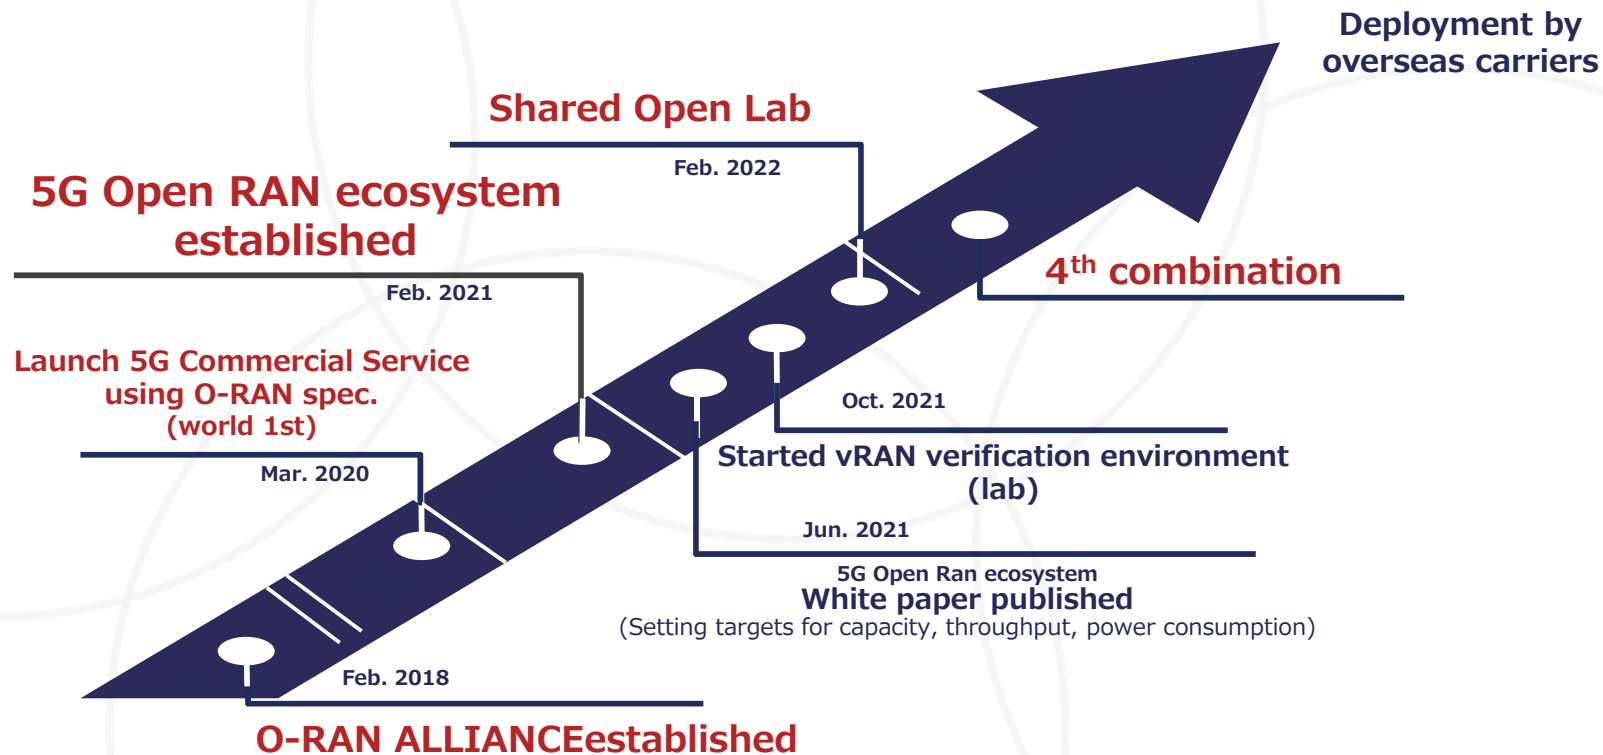 Deployment by
overseas carriers
Shared Open Lab
Feb. 2022
5G Open RAN ecosystem
established
Feb. 2021
4th combination
Launch 5G Commercial Service
using O-RAN spec.
(world 1st)
Mar. 2020
Oct. 2021
Started vRAN verification environment
(lab)
Jun. 2021
5G Open Ran ecosystem
White paper published
(Setting targets for capacity, throughput, power consumption)
Feb. 2018
O-RAN ALLIANCEestablished